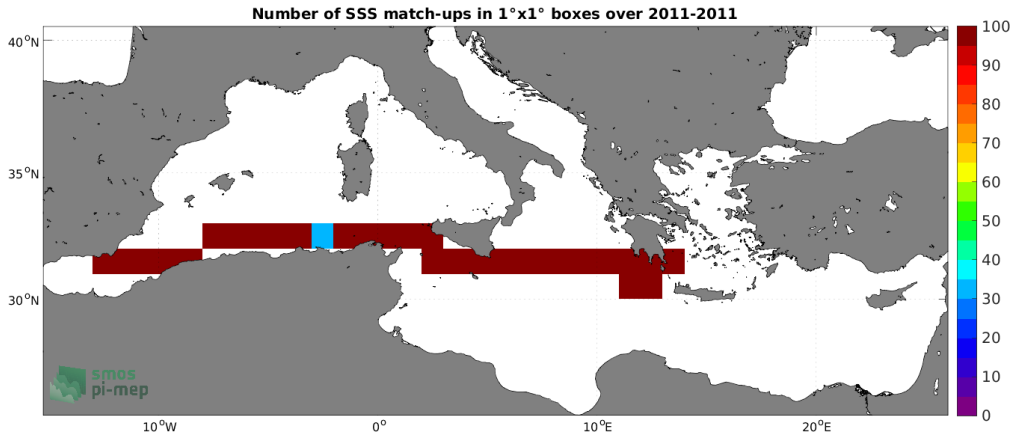 Number of SSS match-ups in 1°x1° boxes over 2011-2011
40°N
35°N
30°N
10°W
0°
10°E
20°E
100
90
80
70
60
50
40
30
20
10
0
smos
pi-mep